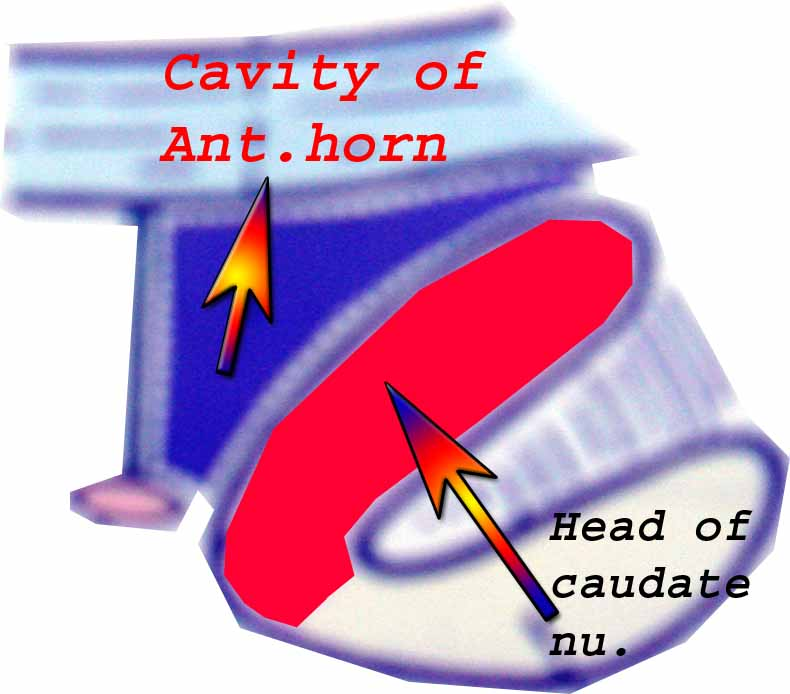 Cavity of
Ant.horn
Head of
caudate
nu.